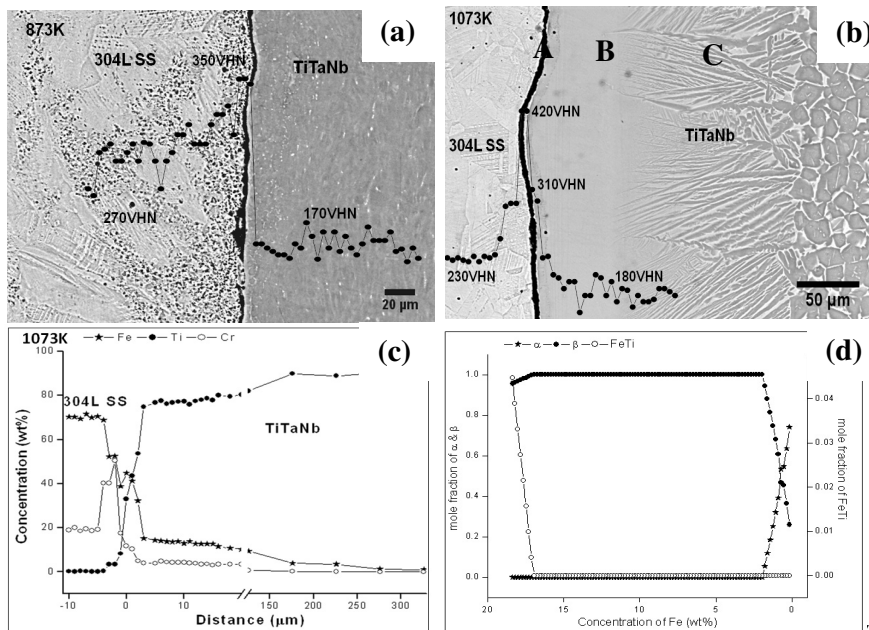 873K
(a)
304L SS
350VHN
TiTaNb
270VHN
170VHN
20 µm
1073K
A
B
C
(b)
420VHN
304L SS
TiTaNb
310VHN
230VHN
180VHN
50 µm
1073K
Fe Ti Cr
(c)
100
80
60
40
20
0
304L SS
TiTaNb
Concentration (wt%)
-10 0 10 200 300
Distance (µm)
α β FeTi
(d)
1.0
0.8
0.6
0.4
0.2
0.0
mole fraction of α & β
0.04
0.03
0.02
0.01
0.00
mole fraction of FeTi
20 15 10 5 0
Concentration of Fe (wt%)